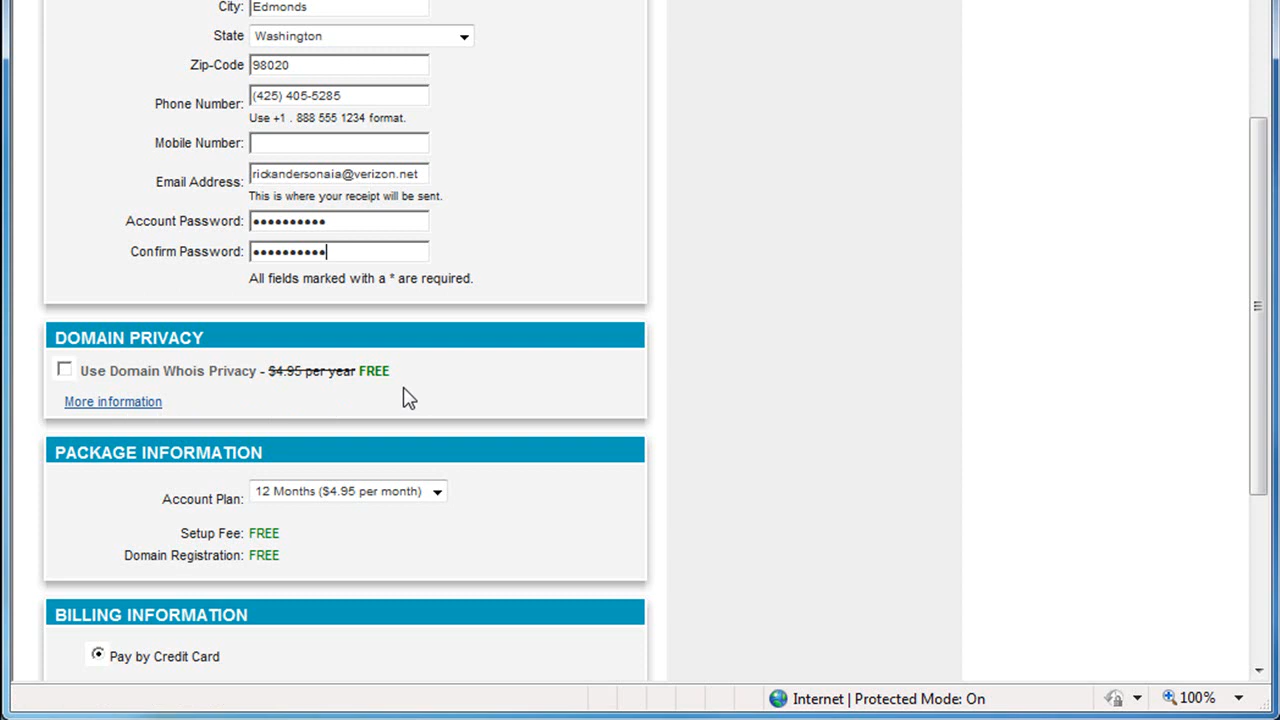 City: Edmonds
State Washington
Zip-Code 98020
Phone Number: (425) 405-5285
Use +1 . 888 555 1234 format.
Mobile Number:
Email Address: rickandersonaia@verizon.net
This is where your receipt will be sent.
Account Password: ••••••••••
Confirm Password: ••••••••••
All fields marked with a * are required.
DOMAIN PRIVACY
Use Domain Whois Privacy - $4.95 per year FREE
More information
PACKAGE INFORMATION
Account Plan: 12 Months ($4.95 per month)
Setup Fee: FREE
Domain Registration: FREE
BILLING INFORMATION
Pay by Credit Card
Internet | Protected Mode: On
100%